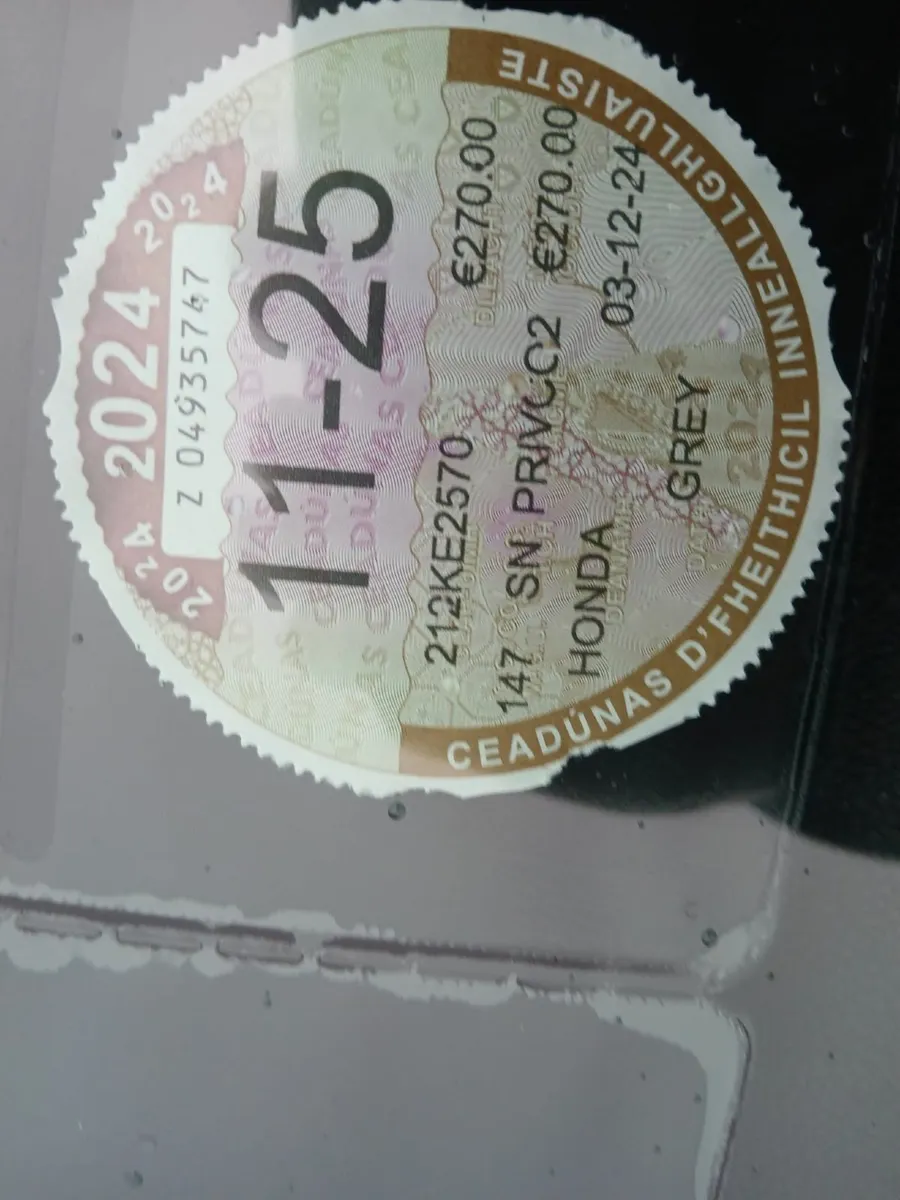 2024 2024 2024
Z 04935747
11-25
212KE2570 €270.00
147 SN PRIVCC2 €270.00
HONDA 03-12-24
GREY
CEADÚNAS D'FHEITHICIL INNEALLGHLUAISTE